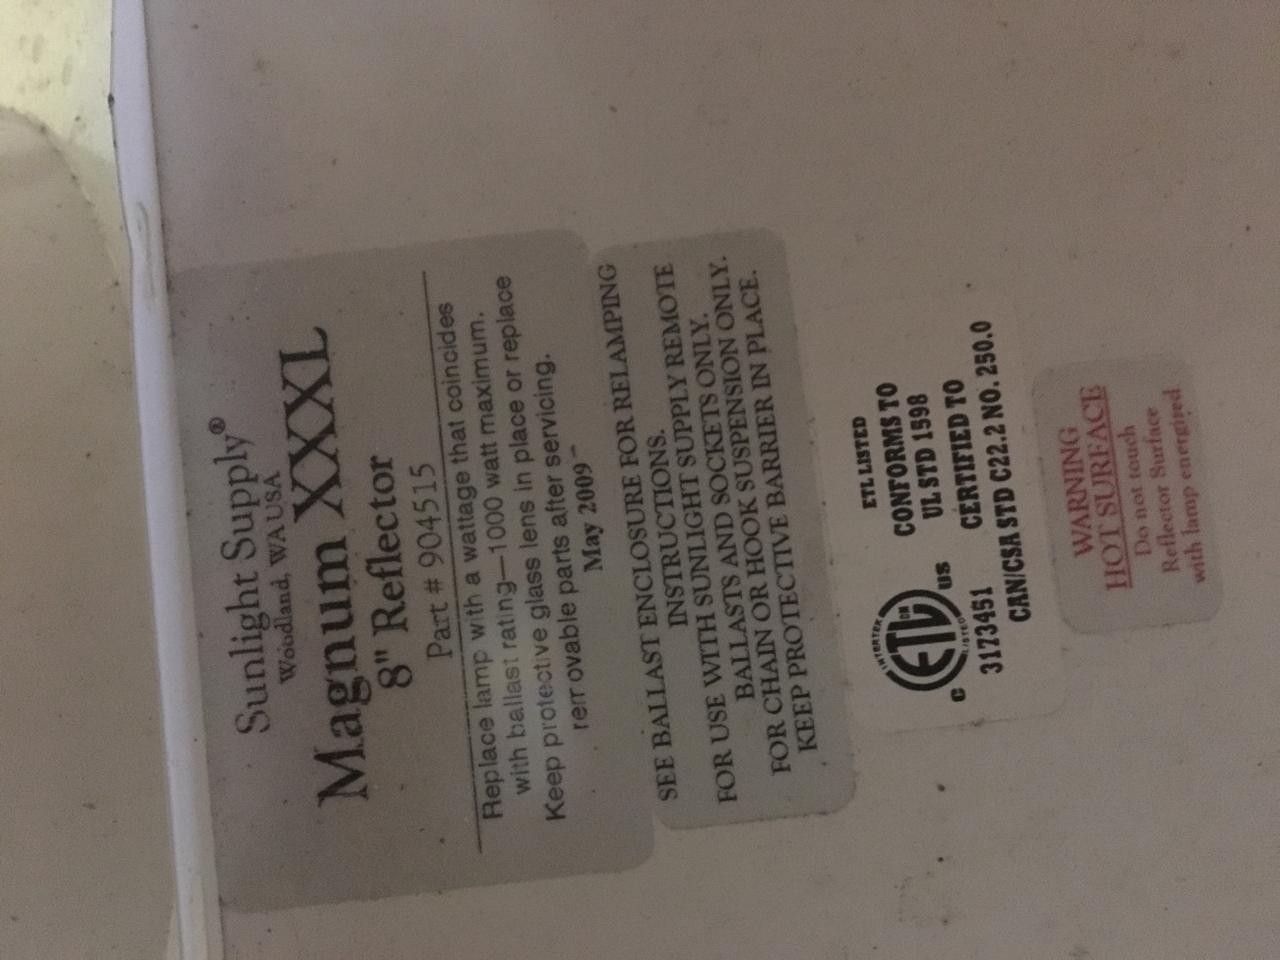 Sunlight Supply®
Woodland, WA USA
Magnum XXXL
8" Reflector
Part # 904515
Replace lamp with a wattage that coincides
with ballast rating—1000 watt maximum.
Keep protective glass lens in place or replace
removable parts after servicing.
May 2009
SEE BALLAST ENCLOSURE FOR RELAMPING
INSTRUCTIONS.
FOR USE WITH SUNLIGHT SUPPLY REMOTE
BALLASTS AND SOCKETS ONLY.
FOR CHAIN OR HOOK SUSPENSION ONLY.
KEEP PROTECTIVE BARRIER IN PLACE.
INTERTEK
ETL CM
LISTED
C US
3173451
ETL LISTED
CONFORMS TO
UL STD 1598
CERTIFIED TO
CAN/CSA STD C22.2 NO. 250.0
WARNING
HOT SURFACE
Do not touch
Reflector Surface
with lamp energized